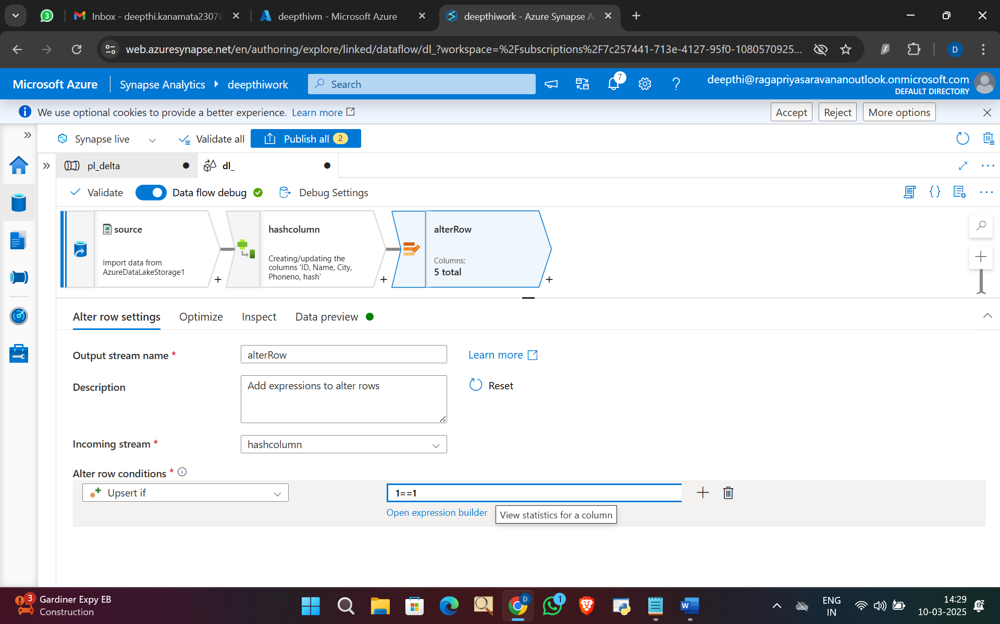 3
Inbox - deepthi.kanamata2307
deepthivm - Microsoft Azure
deepthiwork - Azure Synapse A
web.azuresynapse.net/en/authoring/explore/linked/dataflow/dl_?workspace=%2Fsubscriptions%2F7c257441-713e-4127-95f0-1080570925...
D
Microsoft Azure
Synapse Analytics
deepthiwork
Search
7
deepthi@ragapriyasaravananoutlook.onmicrosoft.com
DEFAULT DIRECTORY
We use optional cookies to provide a better experience. Learn more
Accept
Reject
More options
Synapse live
Validate all
Publish all 2
pl_delta
dl_
Validate
Data flow debug
Debug Settings
source
Import data from
AzureDataLakeStorage1
hashcolumn
Creating/updating the
columns 'ID, Name, City,
Phoneno, hash'
alterRow
Columns:
5 total
Alter row settings
Optimize
Inspect
Data preview
Output stream name *
alterRow
Learn more
Description
Add expressions to alter rows
Reset
Incoming stream *
hashcolumn
Alter row conditions *
Upsert if
1==1
Open expression builder
View statistics for a column
3
Gardiner Expy EB
Construction
D
1
W
ENG
IN
14:29
10-03-2025